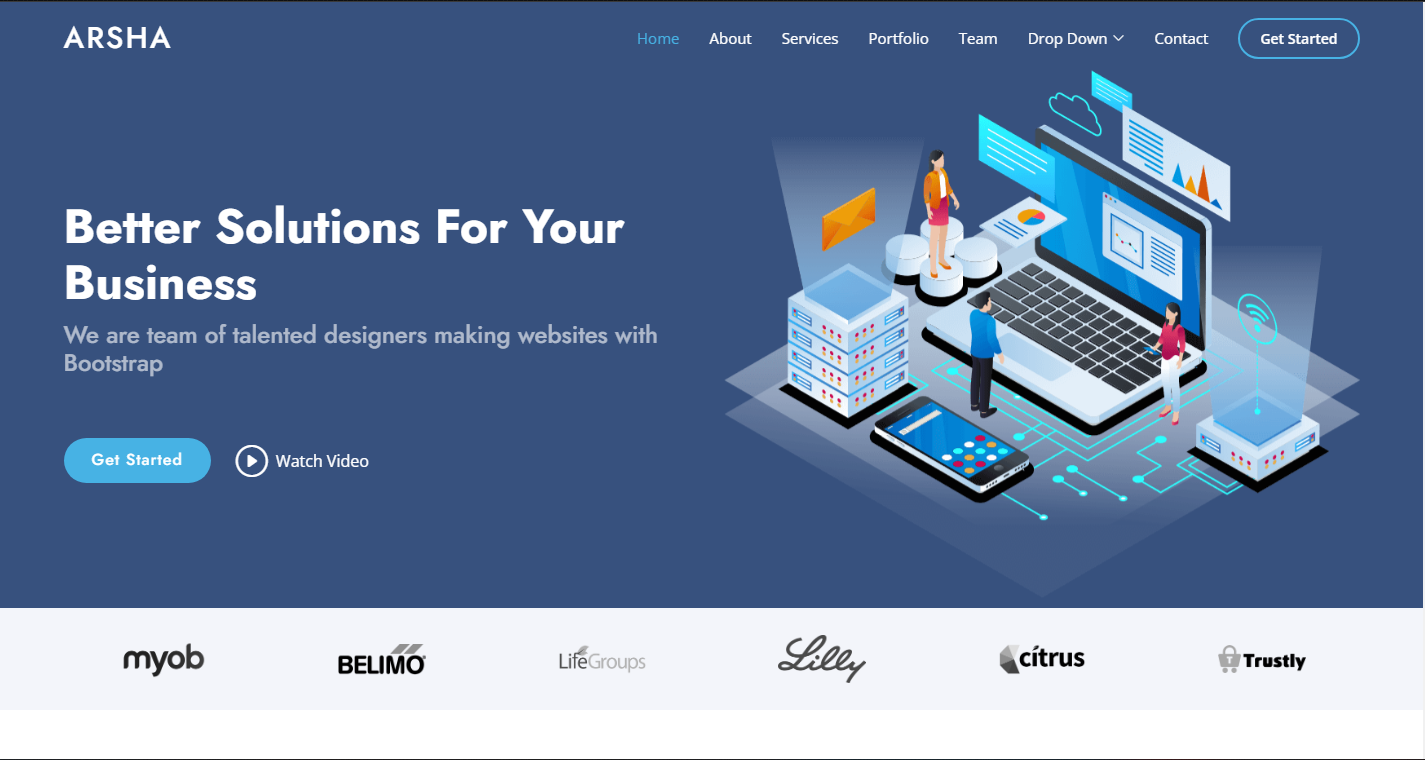 ARSHA
Home About Services Portfolio Team Drop Down Contact Get Started
Better Solutions For Your
Business
We are team of talented designers making websites with
Bootstrap
Get Started Watch Video
myob BELIMO LifeGroups Lilly cítrus Trustly